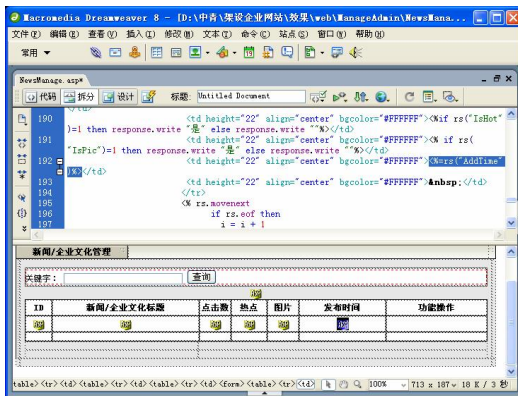 Macromedia Dreamweaver 8 - [D:\中青\架设企业网站\效果\web\ManageAdmin\NewsMana...
文件(F) 编辑(E) 查看(V) 插入(I) 修改(M) 文本(T) 命令(C) 站点(S) 窗口(W) 帮助(H)
常用
NewsManage.asp*
代码 拆分 设计 标题: Untitled Document
190 <td height="22" align="center" bgcolor="#FFFFFF"><%if rs("IsHot"
)=1 then response.write "是" else response.write ""%></td>
191 <td height="22" align="center" bgcolor="#FFFFFF"><% if rs(
"IsPic")=1 then response.write "是" else response.write ""%></td>
192 <td height="22" align="center" bgcolor="#FFFFFF"><%=rs("AddTime"
)%></td>
193 <td height="22" align="center" bgcolor="#FFFFFF">&nbsp;</td>
194 </tr>
195 <% rs.movenext
196 if rs.eof then
197 i = i + 1
新闻/企业文化管理
关键字: 查询
ID 新闻/企业文化标题 点击数 热点 图片 发布时间 功能操作
table> <tr> <td> <table> <tr> <td> <table> <tr> <td> <form> <table> <tr> <td> 100% 713 x 187 18 K / 3 秒